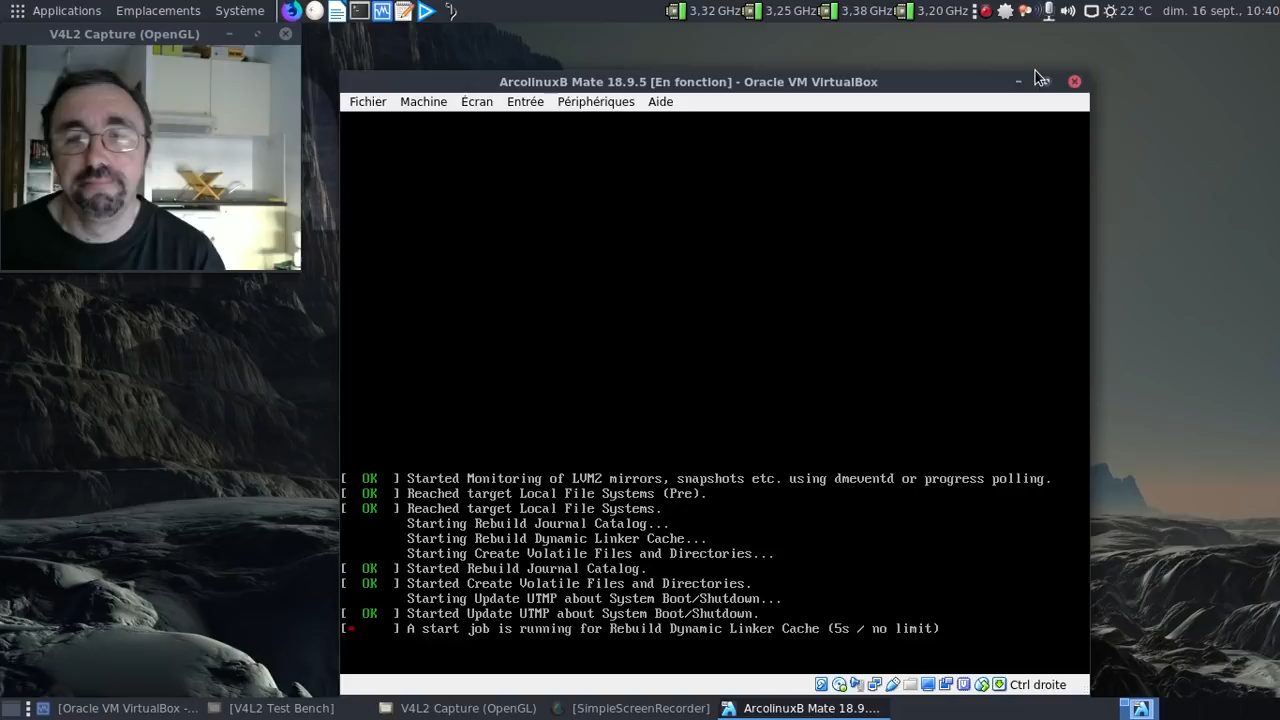 Applications Emplacements Système
3,32 GHz 3,25 GHz 3,38 GHz 3,20 GHz 22 °C dim. 16 sept., 10:40
V4L2 Capture (OpenGL)
ArcolinuxB Mate 18.9.5 [En fonction] - Oracle VM VirtualBox
Fichier Machine Écran Entrée Périphériques Aide
[ OK ] Started Monitoring of LVM2 mirrors, snapshots etc. using dmeventd or progress polling.
[ OK ] Reached target Local File Systems (Pre).
[ OK ] Reached target Local File Systems.
Starting Rebuild Journal Catalog...
Starting Rebuild Dynamic Linker Cache...
Starting Create Volatile Files and Directories...
[ OK ] Started Rebuild Journal Catalog.
[ OK ] Started Create Volatile Files and Directories.
Starting Update UTMP about System Boot/Shutdown...
[ OK ] Started Update UTMP about System Boot/Shutdown.
[* ] A start job is running for Rebuild Dynamic Linker Cache (5s / no limit)
Ctrl droite
[Oracle VM VirtualBox -... [V4L2 Test Bench] V4L2 Capture (OpenGL) [SimpleScreenRecorder] ArcolinuxB Mate 18.9....